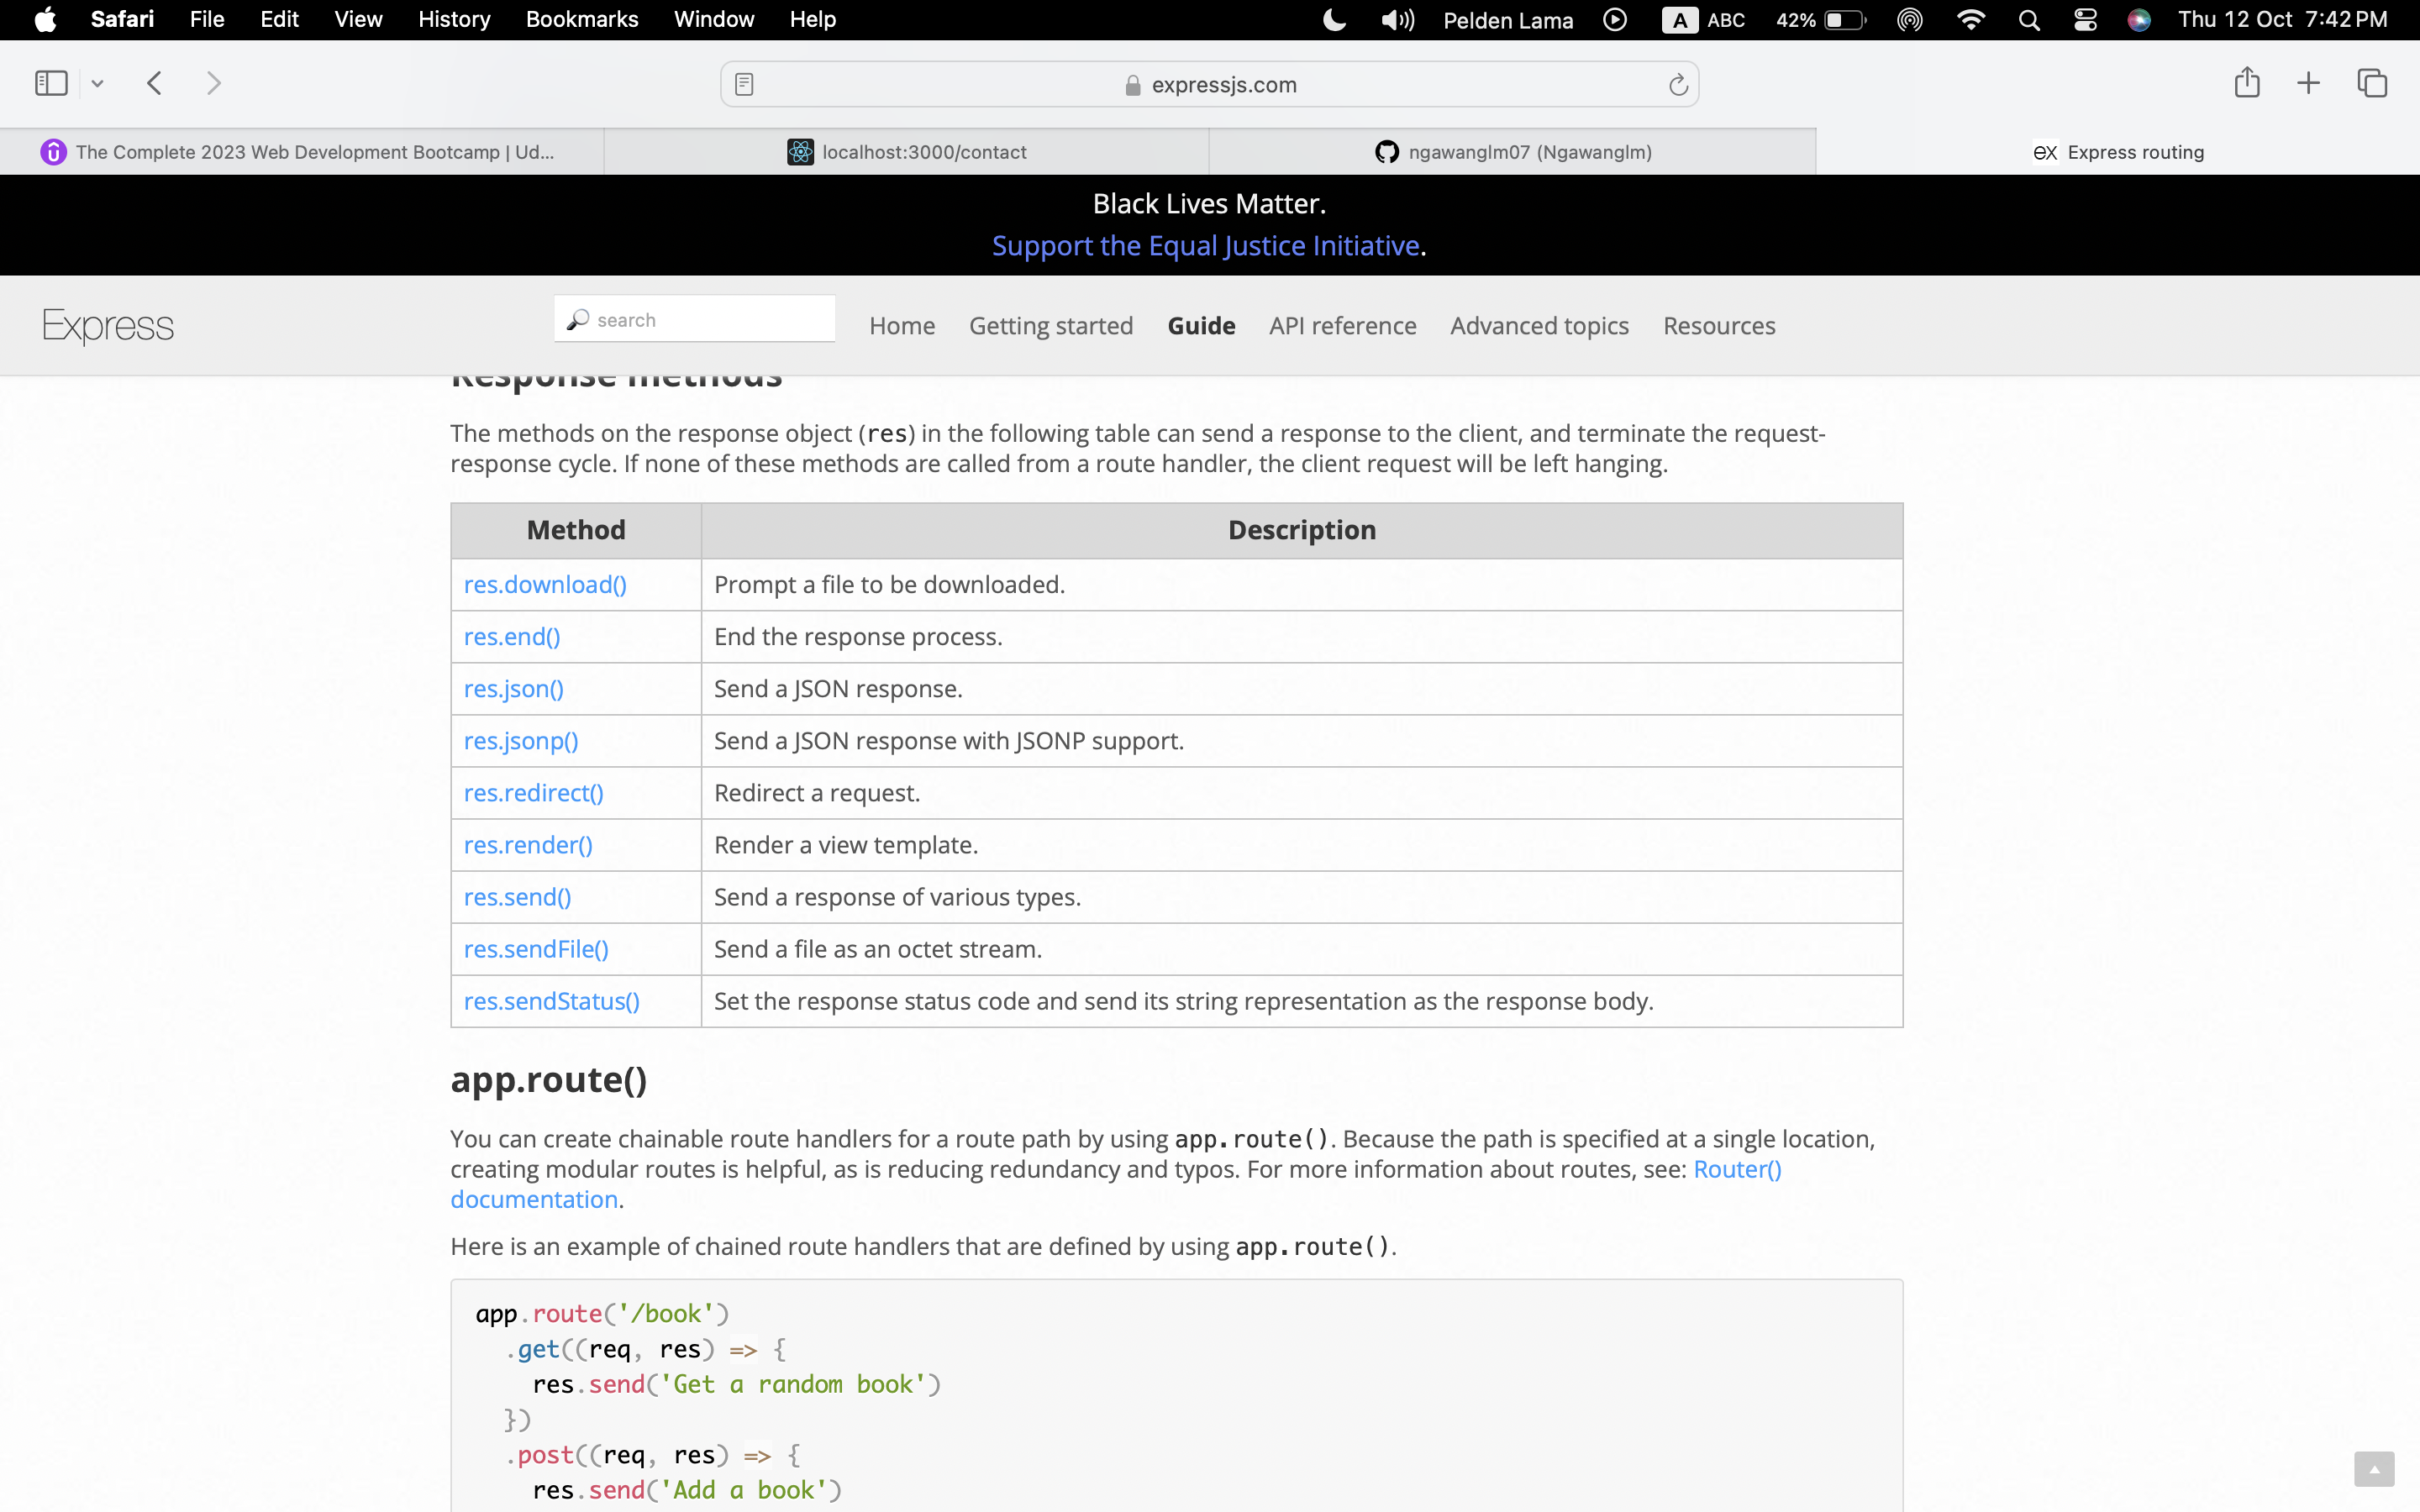 Safari File Edit View History Bookmarks Window Help Pelden Lama A ABC 42% Thu 12 Oct 7:42 PM
expressjs.com
The Complete 2023 Web Development Bootcamp | Ud... localhost:3000/contact ngawanglm07 (Ngawanglm) ex Express routing
Black Lives Matter.
Support the Equal Justice Initiative.
Express search Home Getting started Guide API reference Advanced topics Resources
Response methods
The methods on the response object (res) in the following table can send a response to the client, and terminate the request-
response cycle. If none of these methods are called from a route handler, the client request will be left hanging.
Method Description
res.download() Prompt a file to be downloaded.
res.end() End the response process.
res.json() Send a JSON response.
res.jsonp() Send a JSON response with JSONP support.
res.redirect() Redirect a request.
res.render() Render a view template.
res.send() Send a response of various types.
res.sendFile() Send a file as an octet stream.
res.sendStatus() Set the response status code and send its string representation as the response body.
app.route()
You can create chainable route handlers for a route path by using app.route(). Because the path is specified at a single location,
creating modular routes is helpful, as is reducing redundancy and typos. For more information about routes, see: Router()
documentation.
Here is an example of chained route handlers that are defined by using app.route().
app.route('/book')
.get((req, res) => {
res.send('Get a random book')
})
.post((req, res) => {
res.send('Add a book')